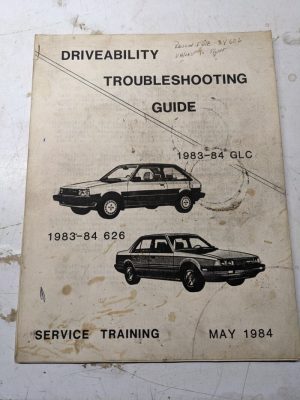 DRIVEABILITY
TROUBLESHOOTING
GUIDE
1983-84 GLC
1983-84 626
SERVICE TRAINING MAY 1984